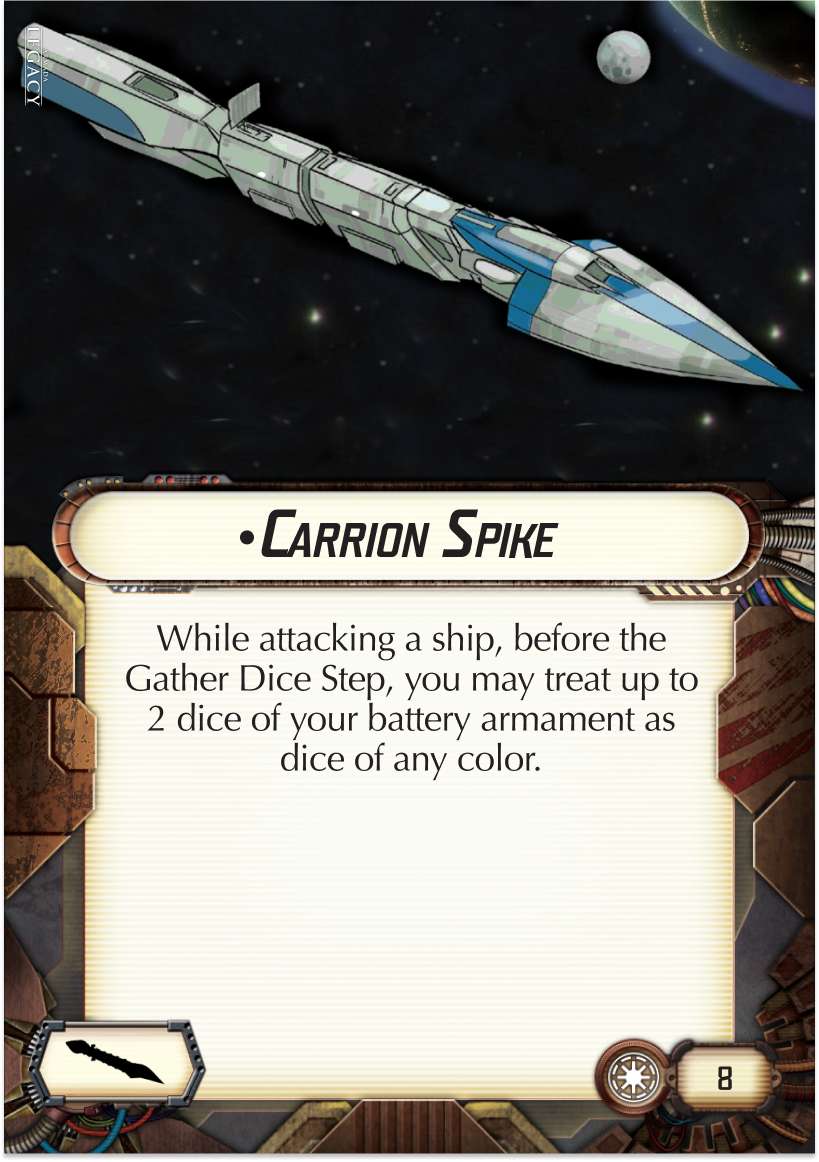 ARMADA
LEGACY
•CARRION SPIKE
While attacking a ship, before the
Gather Dice Step, you may treat up to
2 dice of your battery armament as
dice of any color.
8